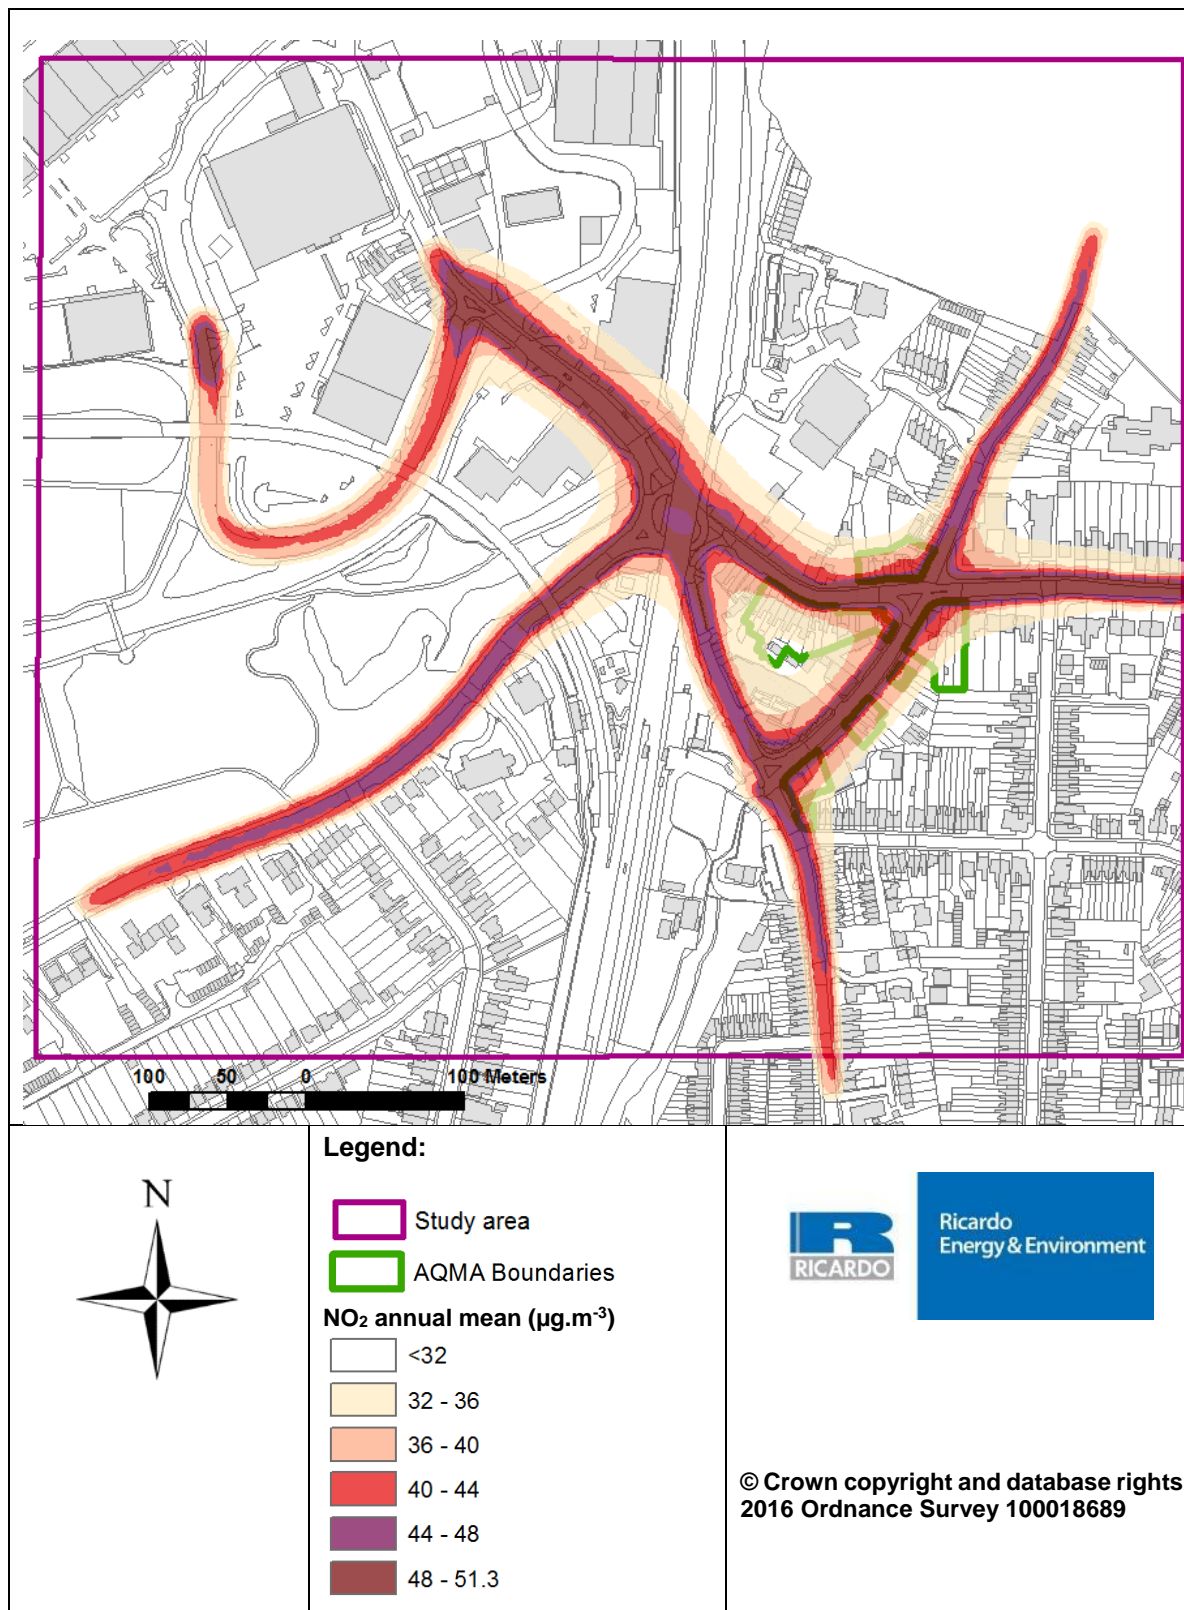 100 50 0 100 Meters
N
Legend:
Study area
AQMA Boundaries
NO₂ annual mean (µg.m⁻³)
<32
32 - 36
36 - 40
40 - 44
44 - 48
48 - 51.3
R
RICARDO
Ricardo
Energy & Environment
© Crown copyright and database rights
2016 Ordnance Survey 100018689